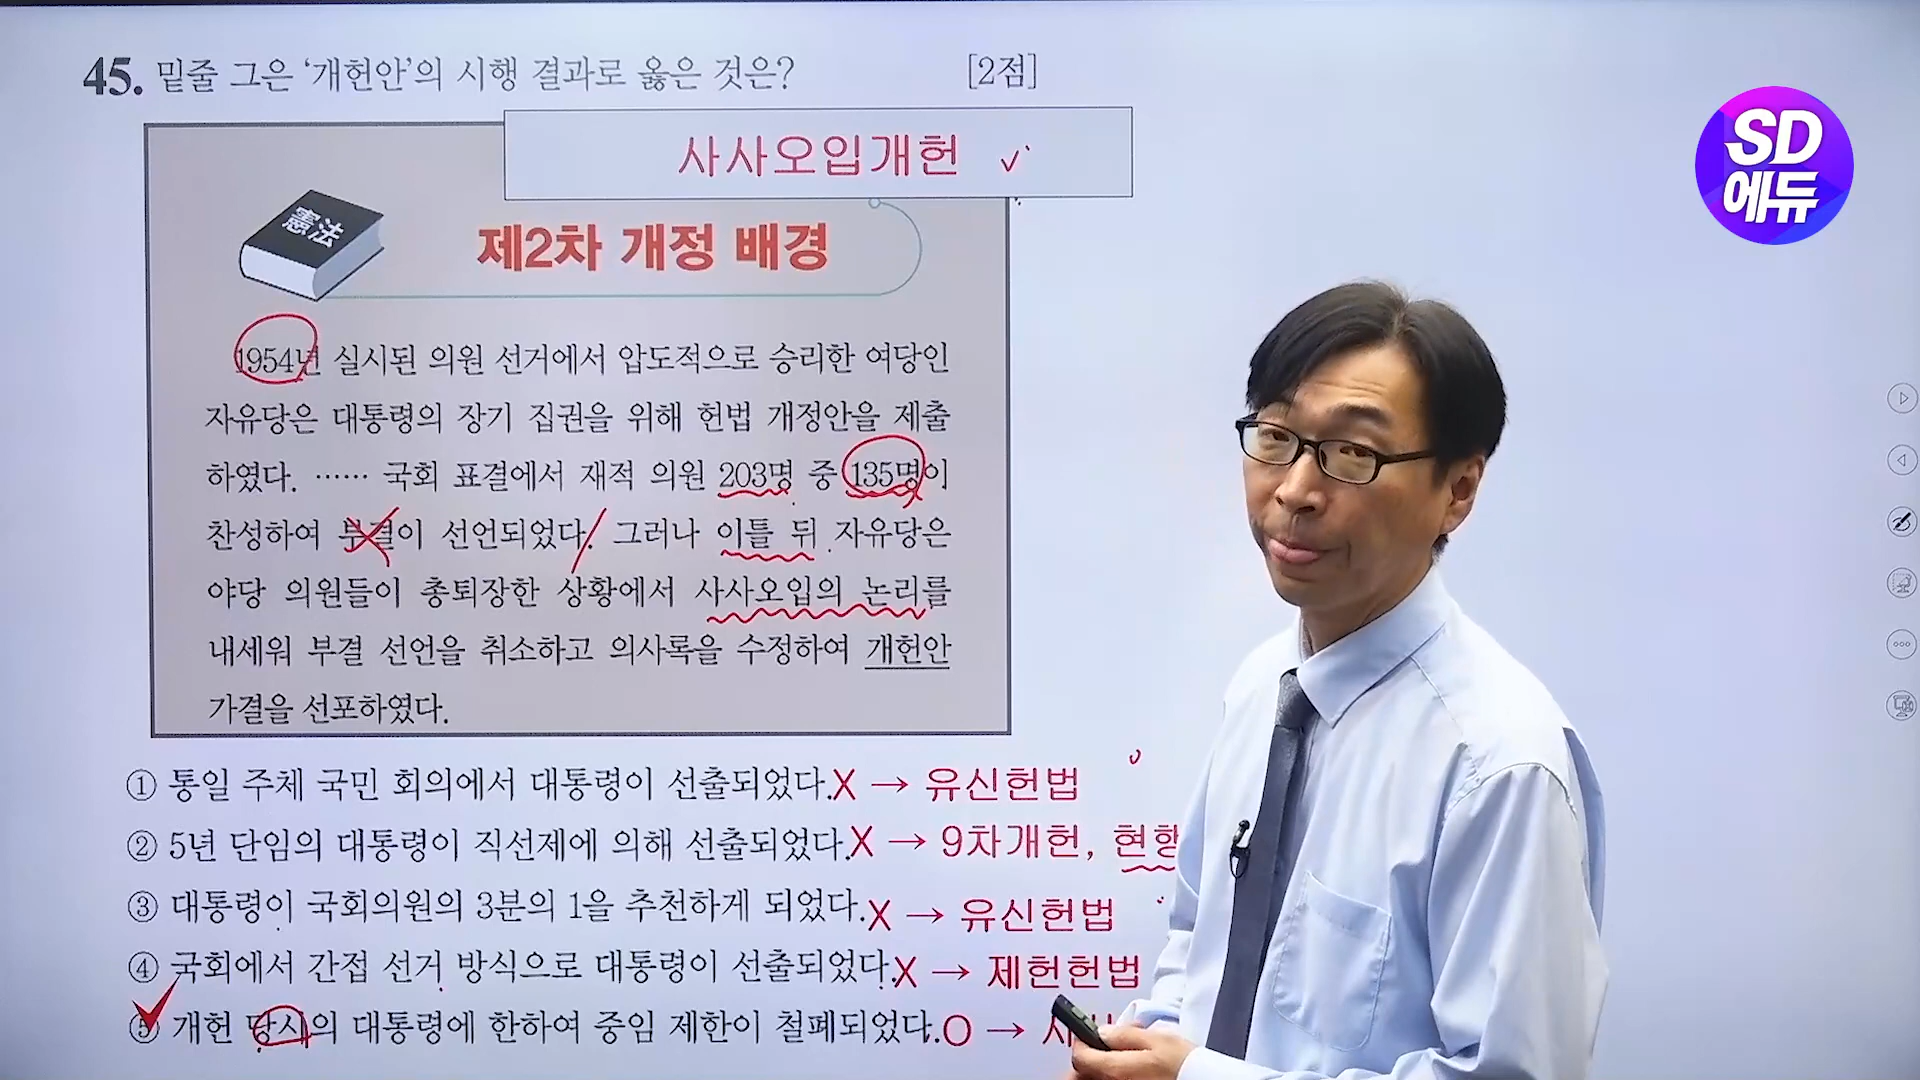 45. 밑줄 그은 ‘개헌안’의 시행 결과로 옳은 것은? [2점]
사사오입개헌
SD
에듀
憲法
제2차 개정 배경
1954년 실시된 의원 선거에서 압도적으로 승리한 여당인
자유당은 대통령의 장기 집권을 위해 헌법 개정안을 제출
하였다. …… 국회 표결에서 재적 의원 203명 중 135명이
찬성하여 부결이 선언되었다. 그러나 이틀 뒤 자유당은
야당 의원들이 총퇴장한 상황에서 사사오입의 논리를
내세워 부결 선언을 취소하고 의사록을 수정하여 개헌안
가결을 선포하였다.
① 통일 주체 국민 회의에서 대통령이 선출되었다.X → 유신헌법
② 5년 단임의 대통령이 직선제에 의해 선출되었다.X → 9차개헌, 현행
③ 대통령이 국회의원의 3분의 1을 추천하게 되었다.X → 유신헌법
④ 국회에서 간접 선거 방식으로 대통령이 선출되었다.X → 제헌헌법
⑤ 개헌 당시의 대통령에 한하여 중임 제한이 철폐되었다.O →